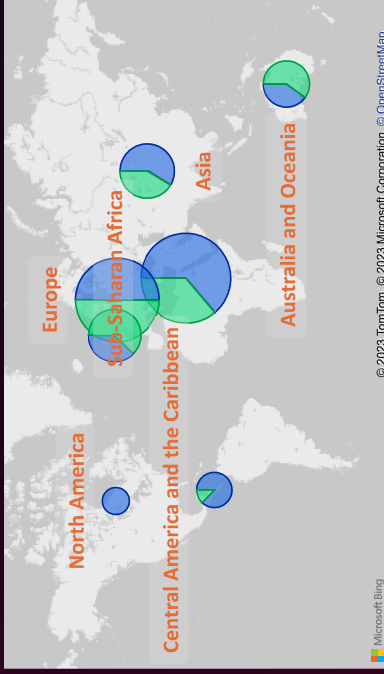 North America
Europe
Sub-Saharan Africa
Asia
Central America and the Caribbean
Australia and Oceania
Microsoft Bing
© 2023 TomTom, © 2023 Microsoft Corporation, © OpenStreetMap